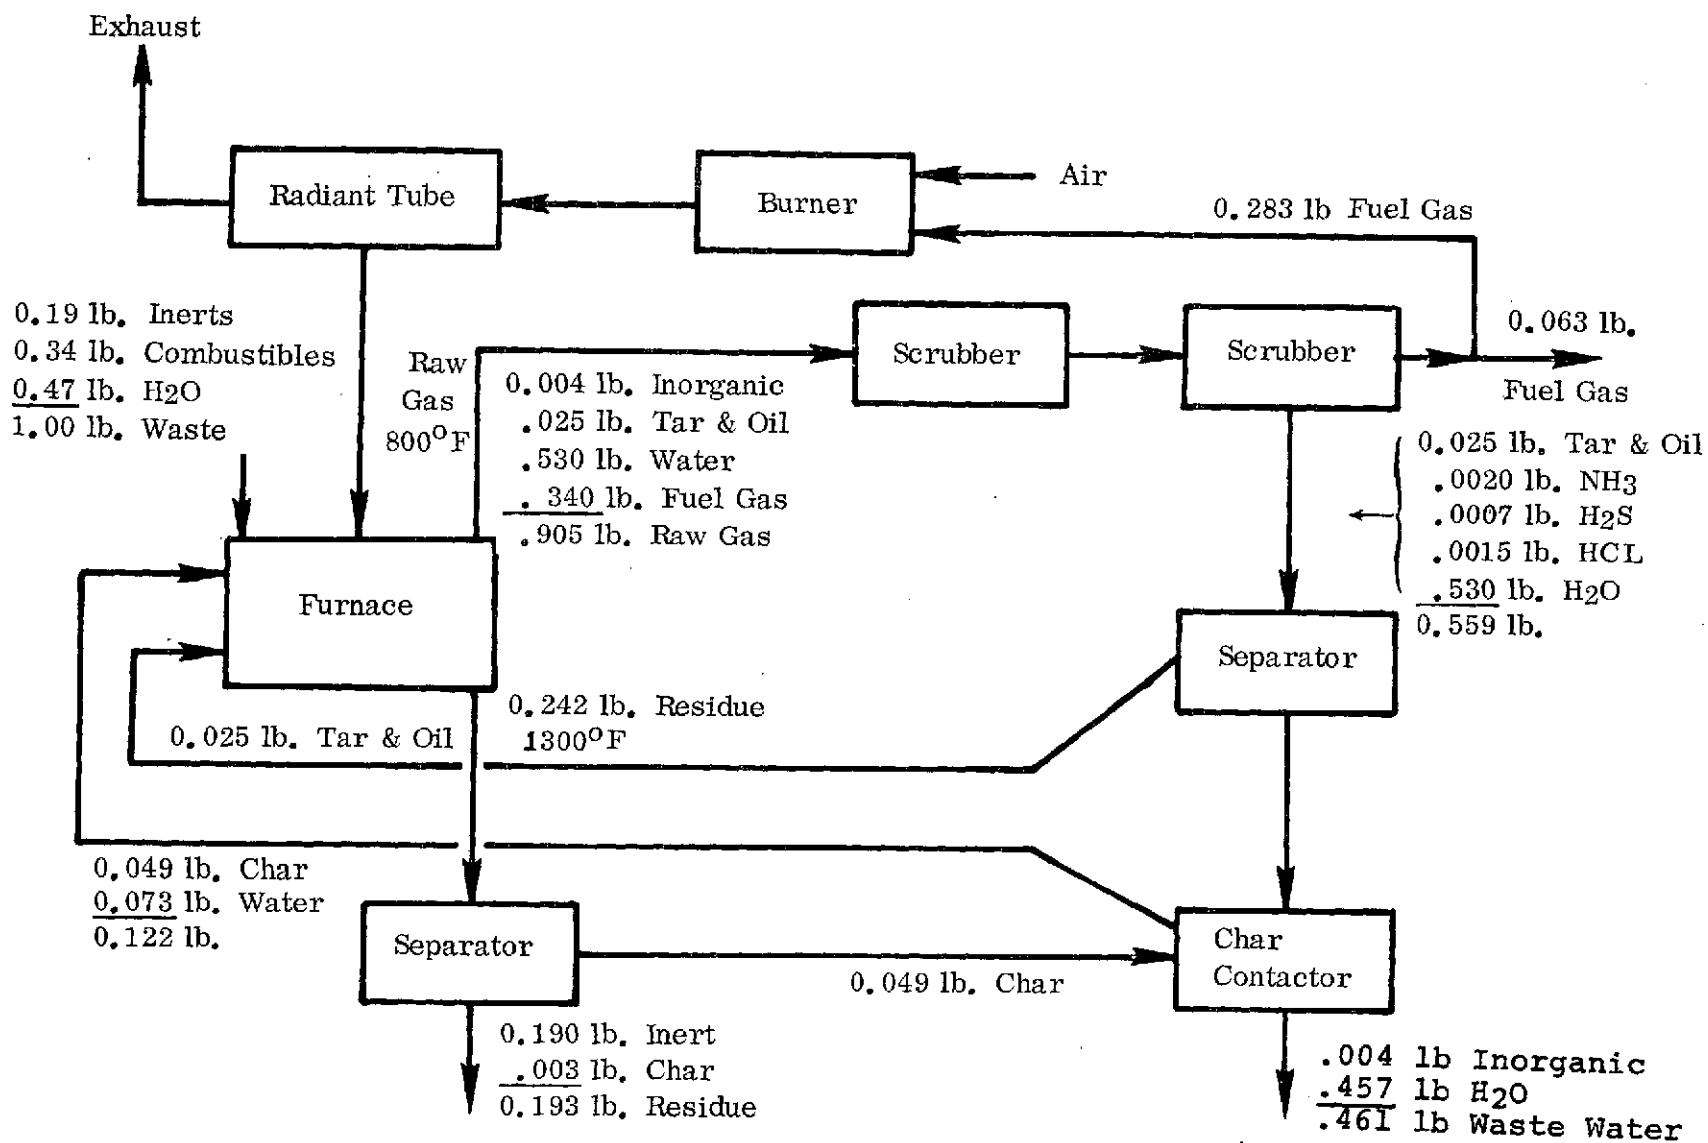 Exhaust
Radiant Tube
Burner
Air
0.283 lb Fuel Gas
0.19 lb. Inerts
0.34 lb. Combustibles
0.47 lb. H2O
1.00 lb. Waste
Raw
Gas
800°F
0.004 lb. Inorganic
.025 lb. Tar & Oil
.530 lb. Water
.340 lb. Fuel Gas
.905 lb. Raw Gas
Scrubber
Scrubber
0.063 lb.
Fuel Gas
0.025 lb. Tar & Oil
.0020 lb. NH3
.0007 lb. H2S
.0015 lb. HCL
.530 lb. H2O
0.559 lb.
Furnace
Separator
0.242 lb. Residue
1300°F
0.025 lb. Tar & Oil
0.049 lb. Char
0.073 lb. Water
0.122 lb.
Separator
0.049 lb. Char
Char
Contactor
0.190 lb. Inert
.003 lb. Char
0.193 lb. Residue
.004 lb Inorganic
.457 lb H2O
.461 lb Waste Water